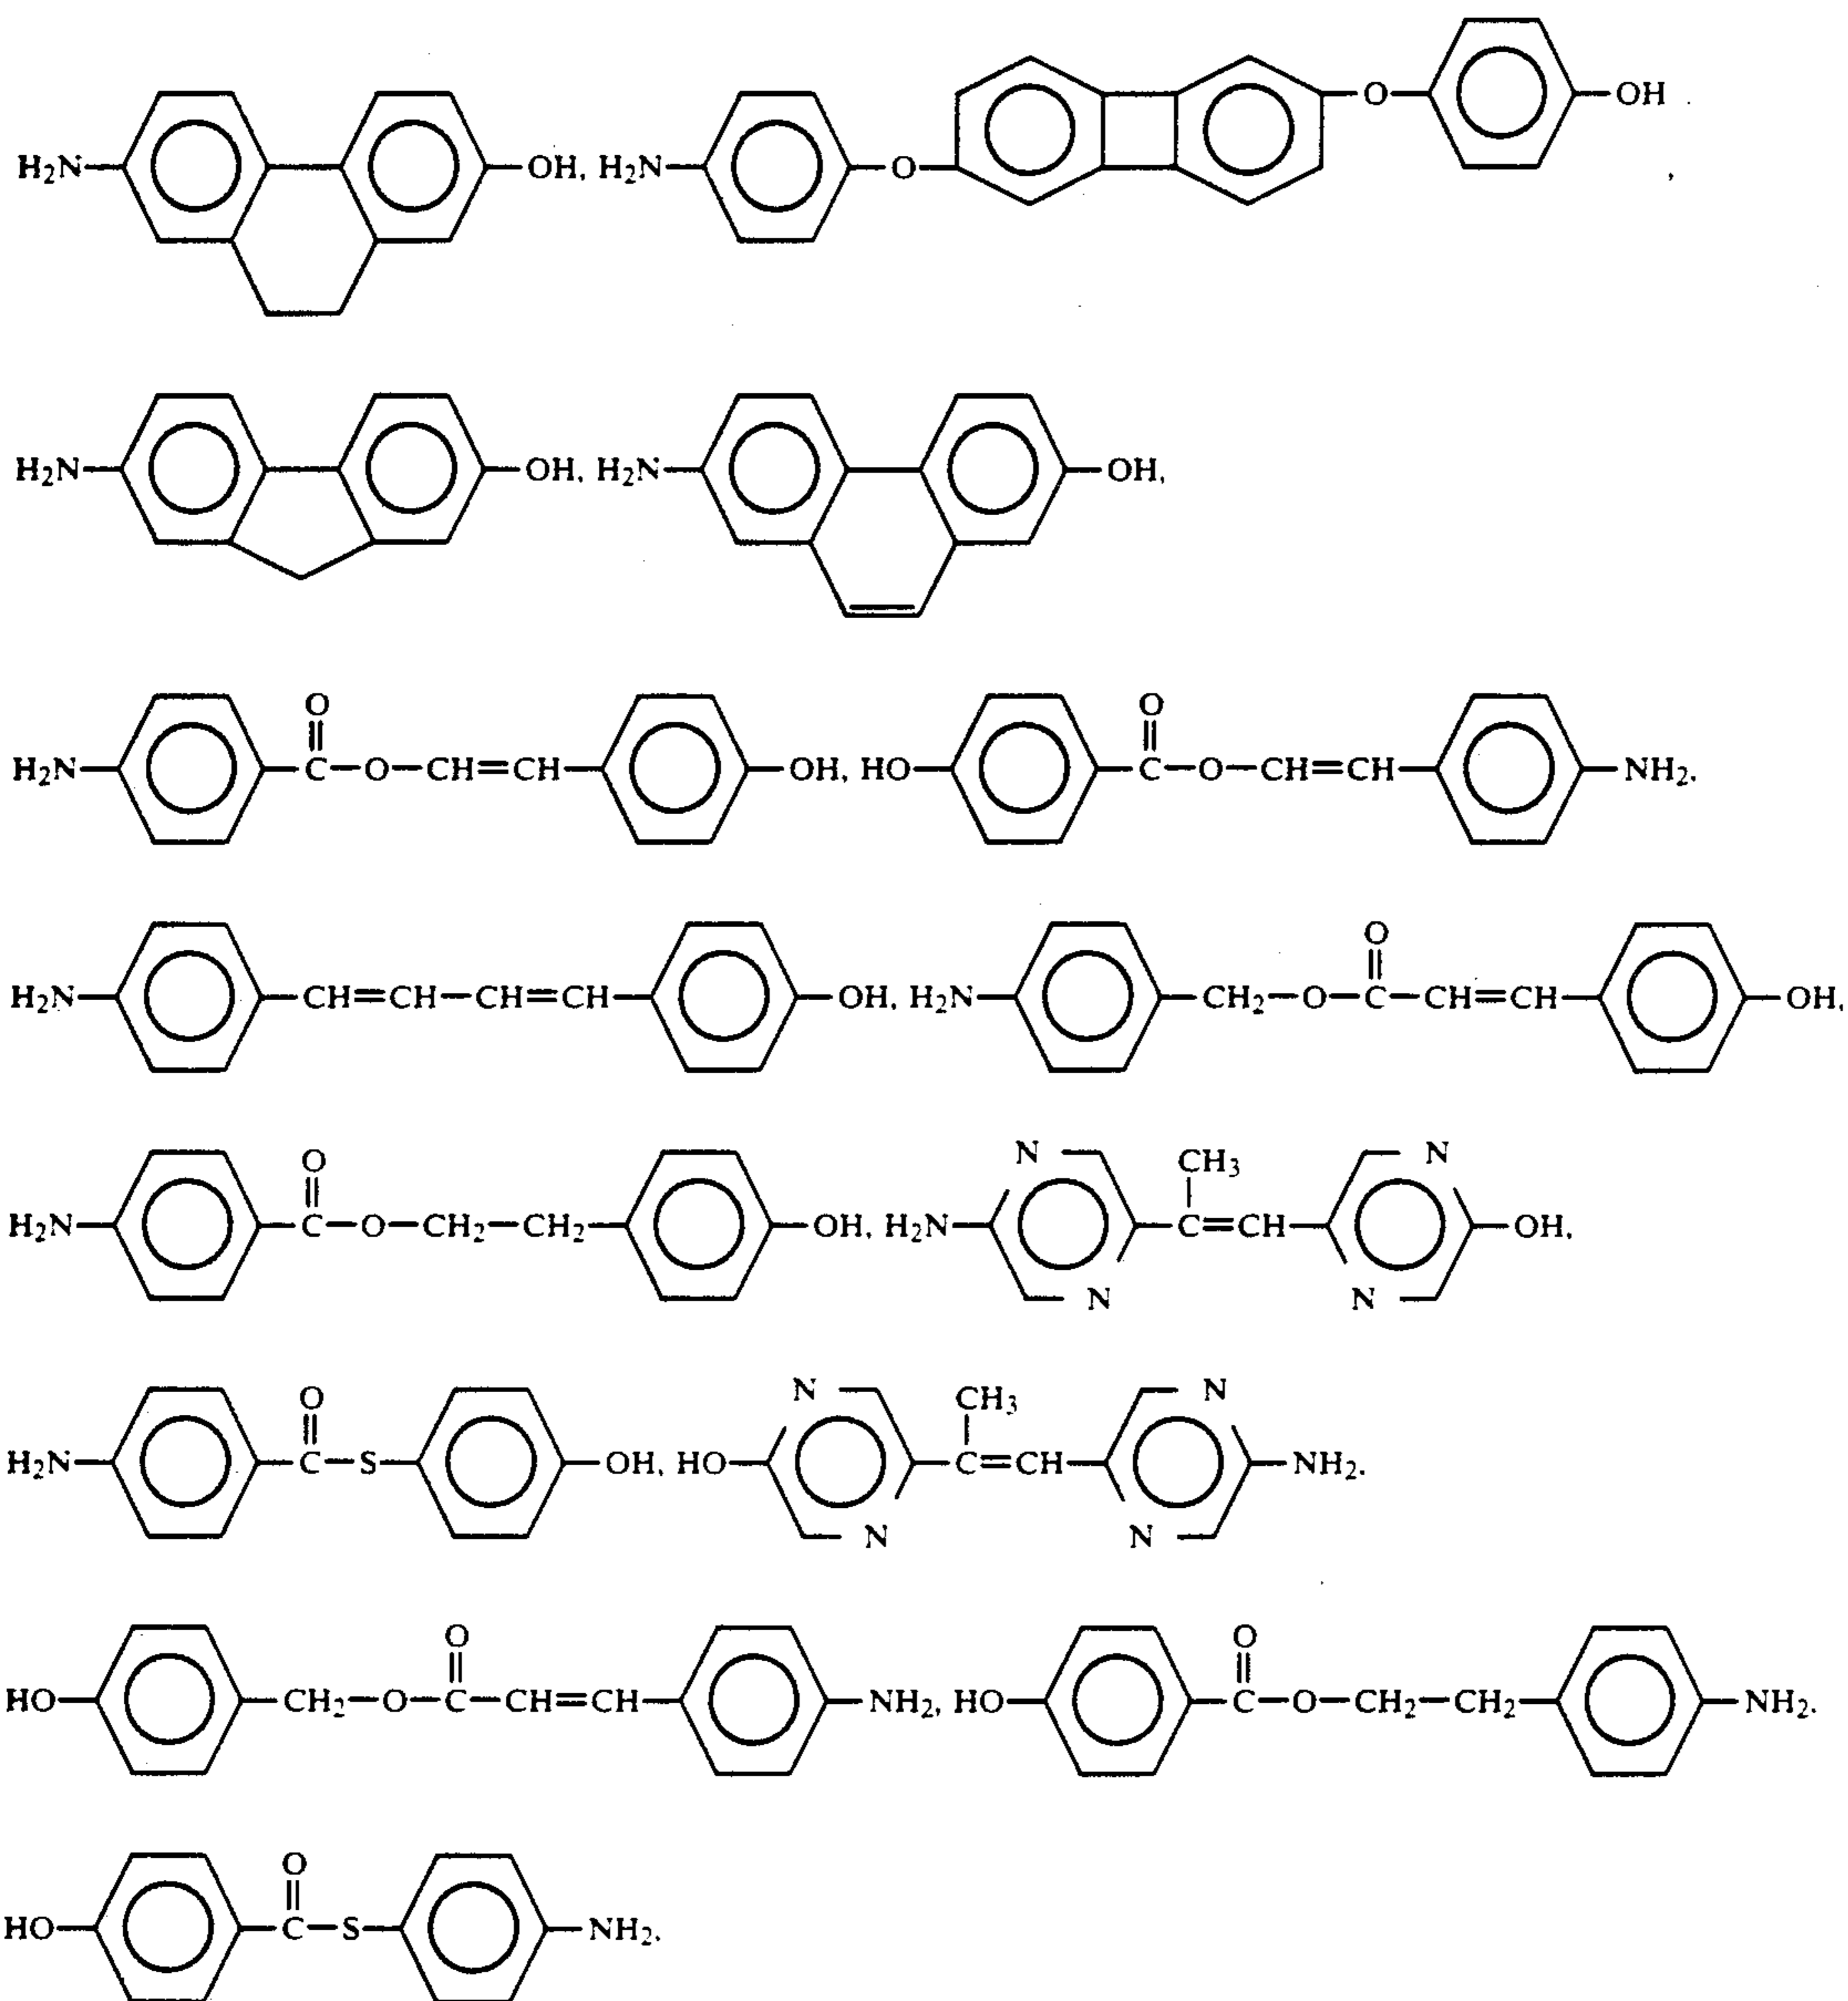 H₂N OH, H₂N O O OH ,
H₂N OH, H₂N OH,
O O
H₂N C—O—CH=CH OH, HO C—O—CH=CH NH₂,
O
H₂N CH=CH—CH=CH OH, H₂N CH₂—O—C—CH=CH OH,
O N CH₃ N
H₂N C—O—CH₂—CH₂ OH, H₂N C=CH OH,
N N
O N CH₃ N
H₂N C—S OH, HO C=CH NH₂,
N N
O O
HO CH₂—O—C—CH=CH NH₂, HO C—O—CH₂—CH₂ NH₂,
O
HO C—S NH₂,